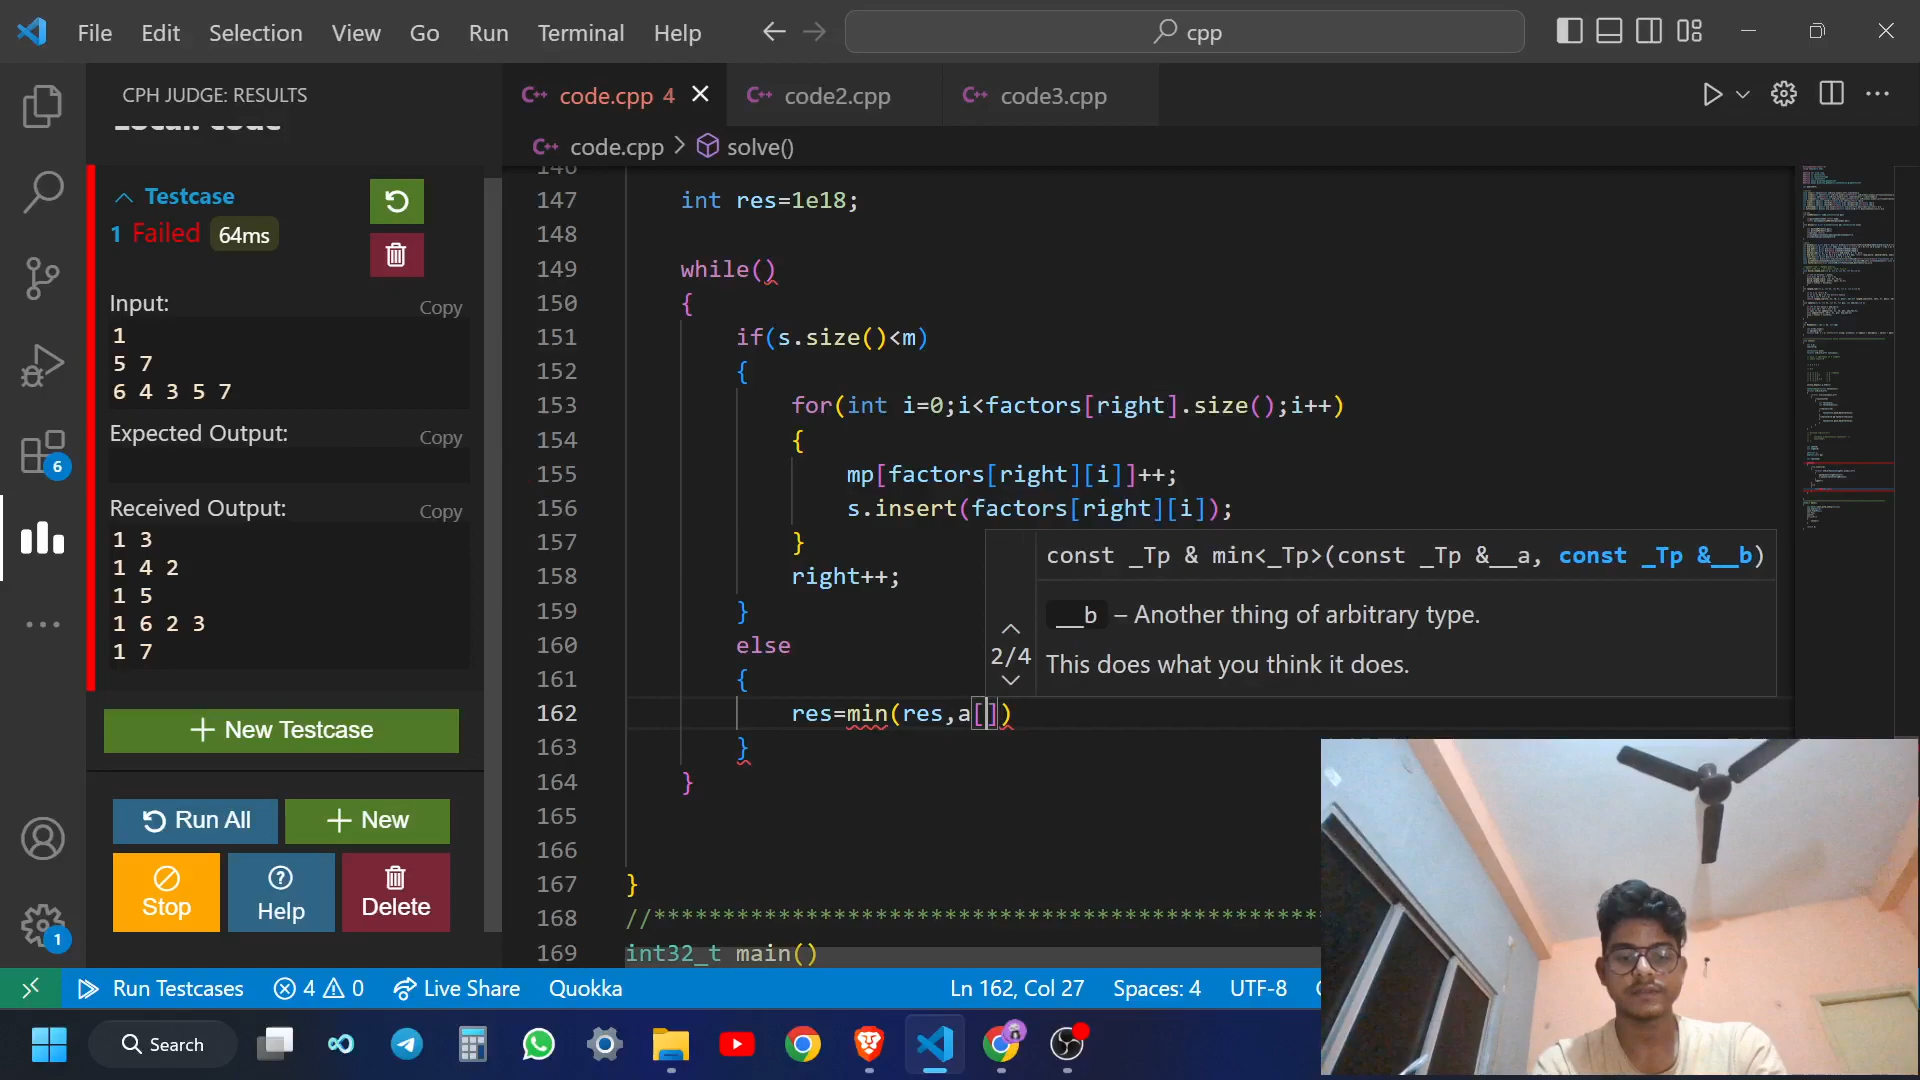 File Edit Selection View Go Run Terminal Help
cpp
CPH JUDGE: RESULTS
Local: code
code.cpp 4
code2.cpp
code3.cpp
code.cpp > solve()
Testcase
1 Failed 64ms
Input:
Copy
1
5 7
6 4 3 5 7
Expected Output:
Copy
Received Output:
Copy
1 3
1 4 2
1 5
1 6 2 3
1 7
+ New Testcase
Run All
+ New
Stop
Help
Delete
6
1
146
147 int res=1e18;
148
149 while()
150 {
151 if(s.size()<m)
152 {
153 for(int i=0;i<factors[right].size();i++)
154 {
155 mp[factors[right][i]]++;
156 s.insert(factors[right][i]);
157 }
158 right++;
159 }
160 else
161 {
162 res=min(res,a[])
163 }
164 }
165
166
167 }
168 //*******************************************************
169 int32_t main()
const _Tp & min<_Tp>(const _Tp &__a, const _Tp &__b)
2/4
__b – Another thing of arbitrary type.
This does what you think it does.
Run Testcases
4
0
Live Share
Quokka
Ln 162, Col 27
Spaces: 4
UTF-8
Search